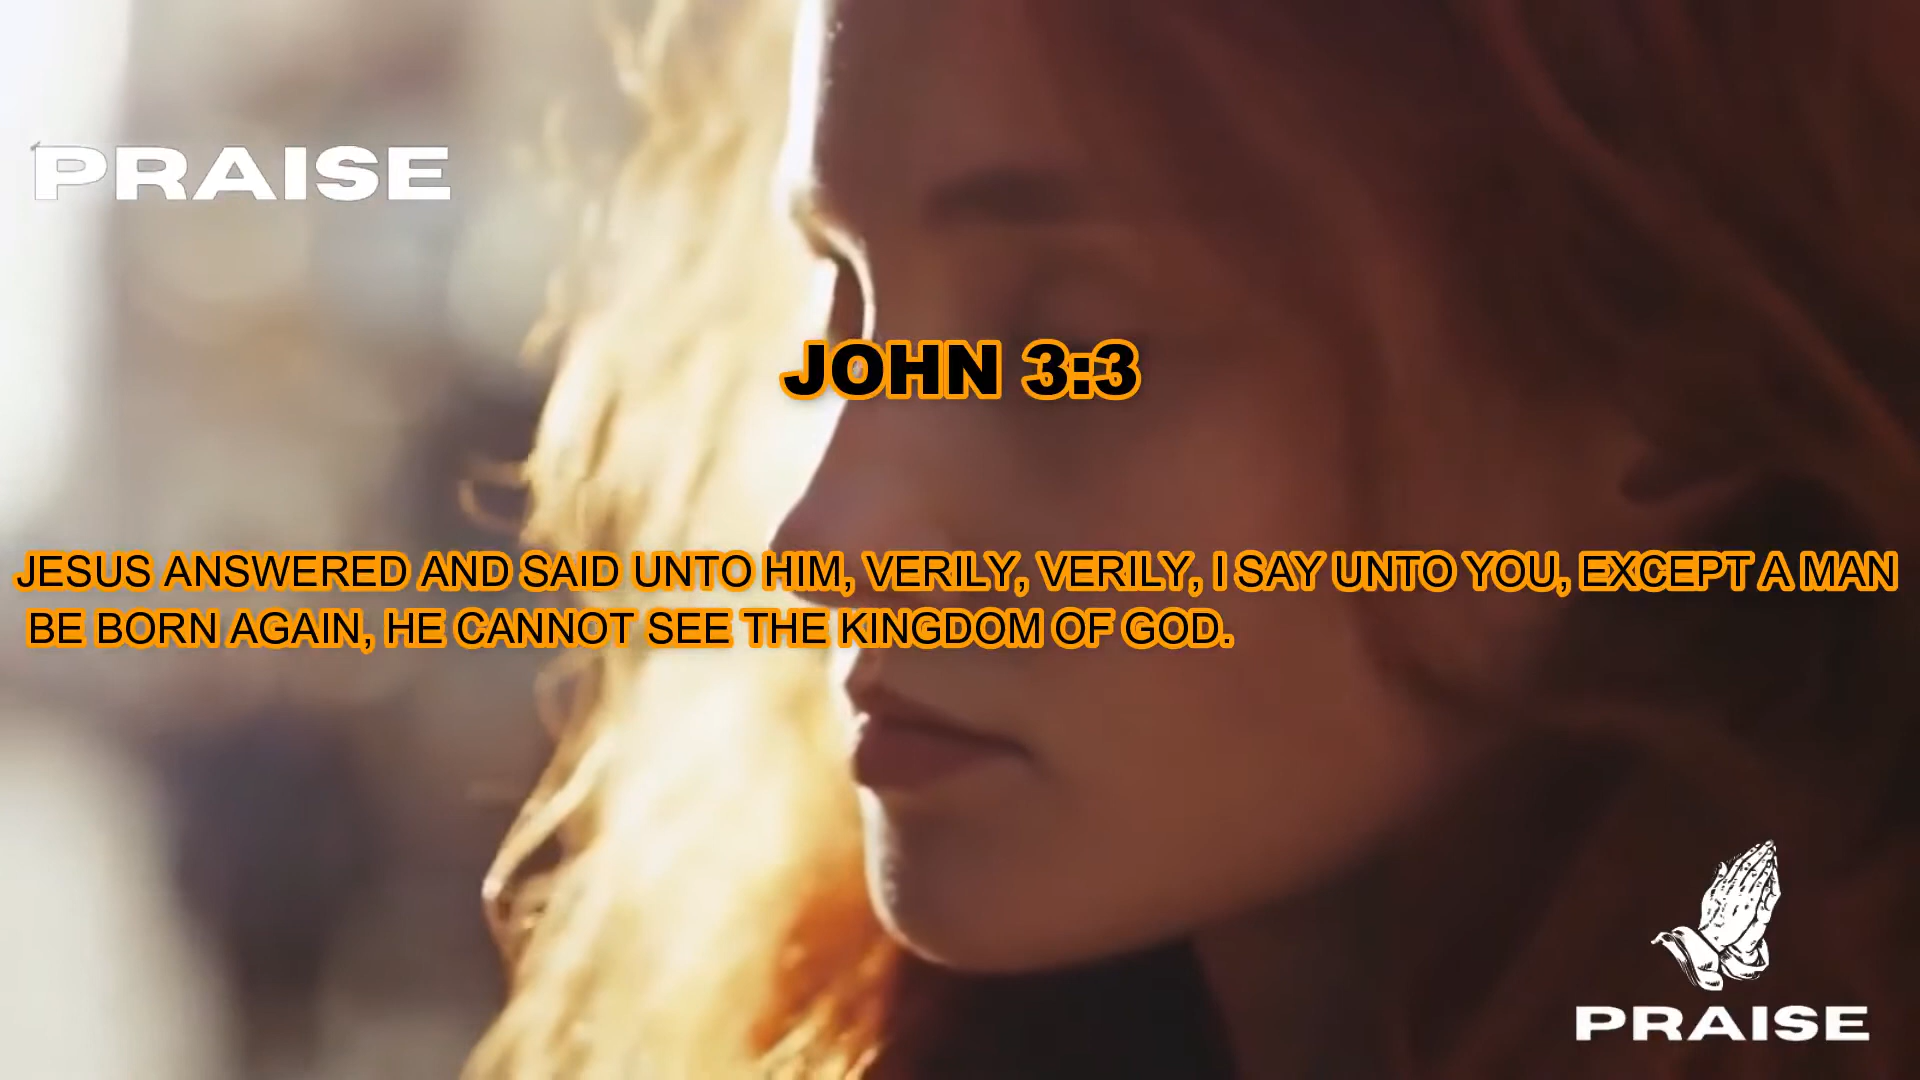 PRAISE
JOHN 3:3
JESUS ANSWERED AND SAID UNTO HIM, VERILY, VERILY, I SAY UNTO YOU, EXCEPT A MAN
BE BORN AGAIN, HE CANNOT SEE THE KINGDOM OF GOD.
PRAISE